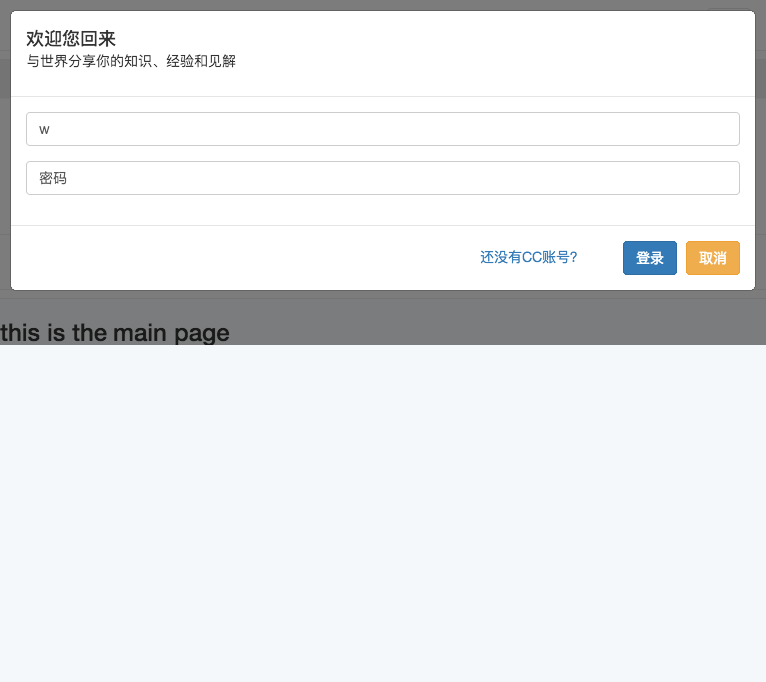 欢迎您回来
与世界分享你的知识、经验和见解
w
密码
还没有CC账号?
登录
取消
this is the main page